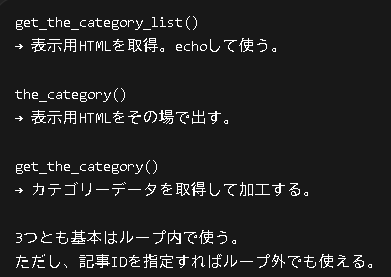 get_the_category_list()
→ 表示用HTMLを取得。echoして使う。
the_category()
→ 表示用HTMLをその場で出す。
get_the_category()
→ カテゴリーデータを取得して加工する。
3つとも基本はループ内で使う。
ただし、記事IDを指定すればループ外でも使える。